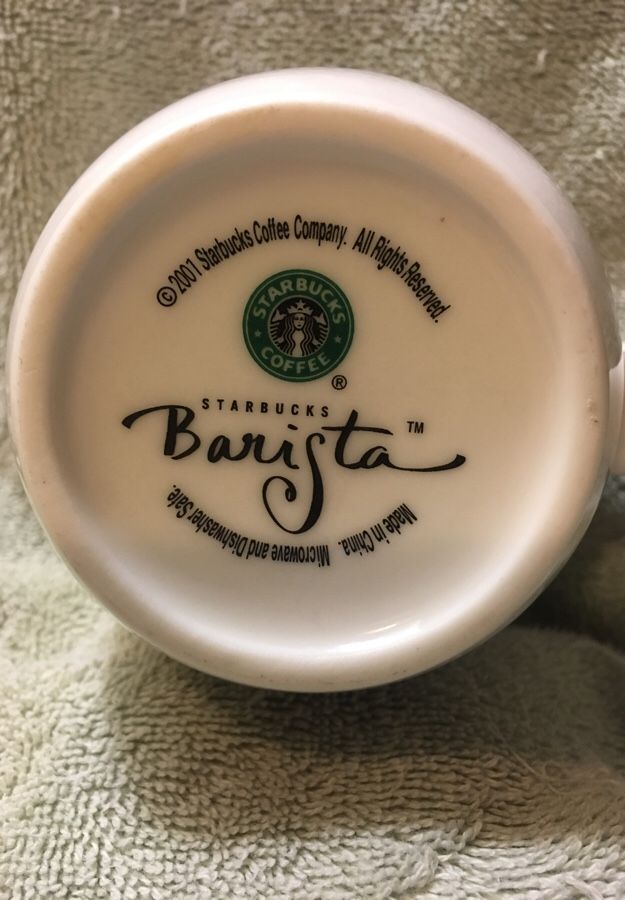 © 2001 Starbucks Coffee Company. All Rights Reserved.
STARBUCKS
COFFEE
®
STARBUCKS
Barista™
Made in China. Microwave and Dishwasher Safe.